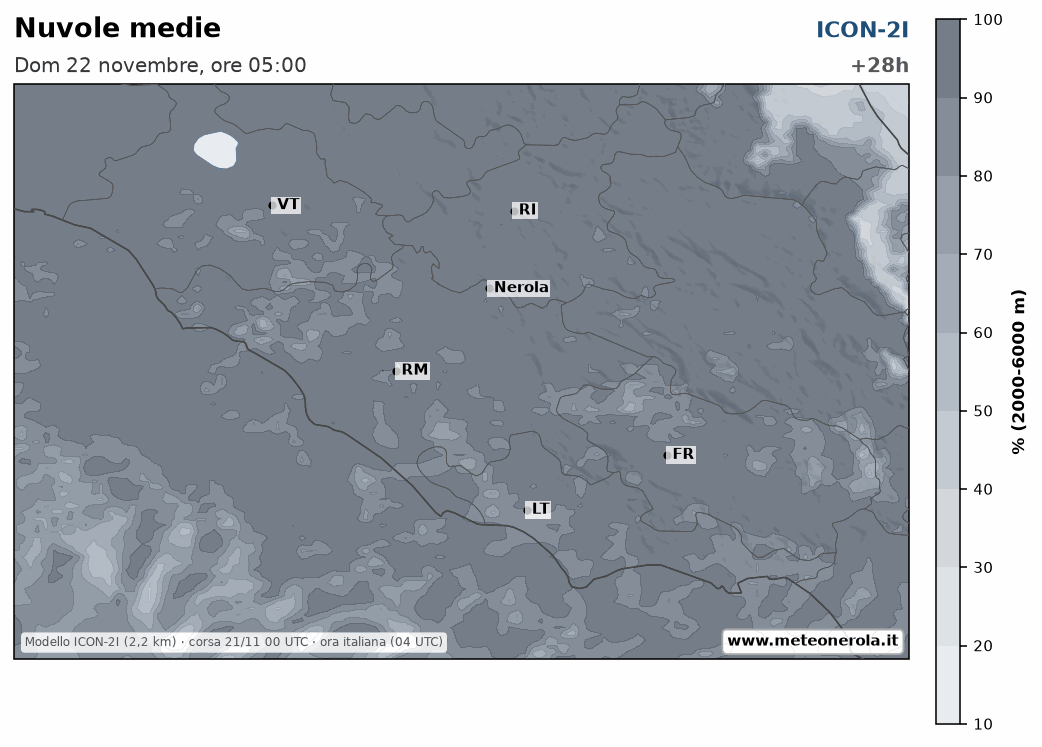 Nuvole medie
ICON-2I
Dom 22 novembre, ore 05:00
+28h
VT
RI
Nerola
RM
FR
LT
Modello ICON-2I (2,2 km) · corsa 21/11 00 UTC · ora italiana (04 UTC)
www.meteonerola.it
100
90
80
70
60
50
40
30
20
10
% (2000-6000 m)